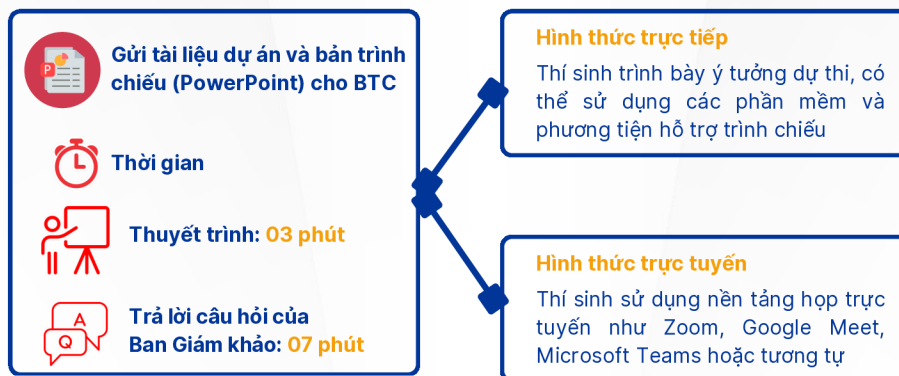 Gửi tài liệu dự án và bản trình
chiếu (PowerPoint) cho BTC
Thời gian
Thuyết trình: 03 phút
Trả lời câu hỏi của
Ban Giám khảo: 07 phút
Hình thức trực tiếp
Thí sinh trình bày ý tưởng dự thi, có
thể sử dụng các phần mềm và
phương tiện hỗ trợ trình chiếu
Hình thức trực tuyến
Thí sinh sử dụng nền tảng họp trực
tuyến như Zoom, Google Meet,
Microsoft Teams hoặc tương tự
P
A
Q